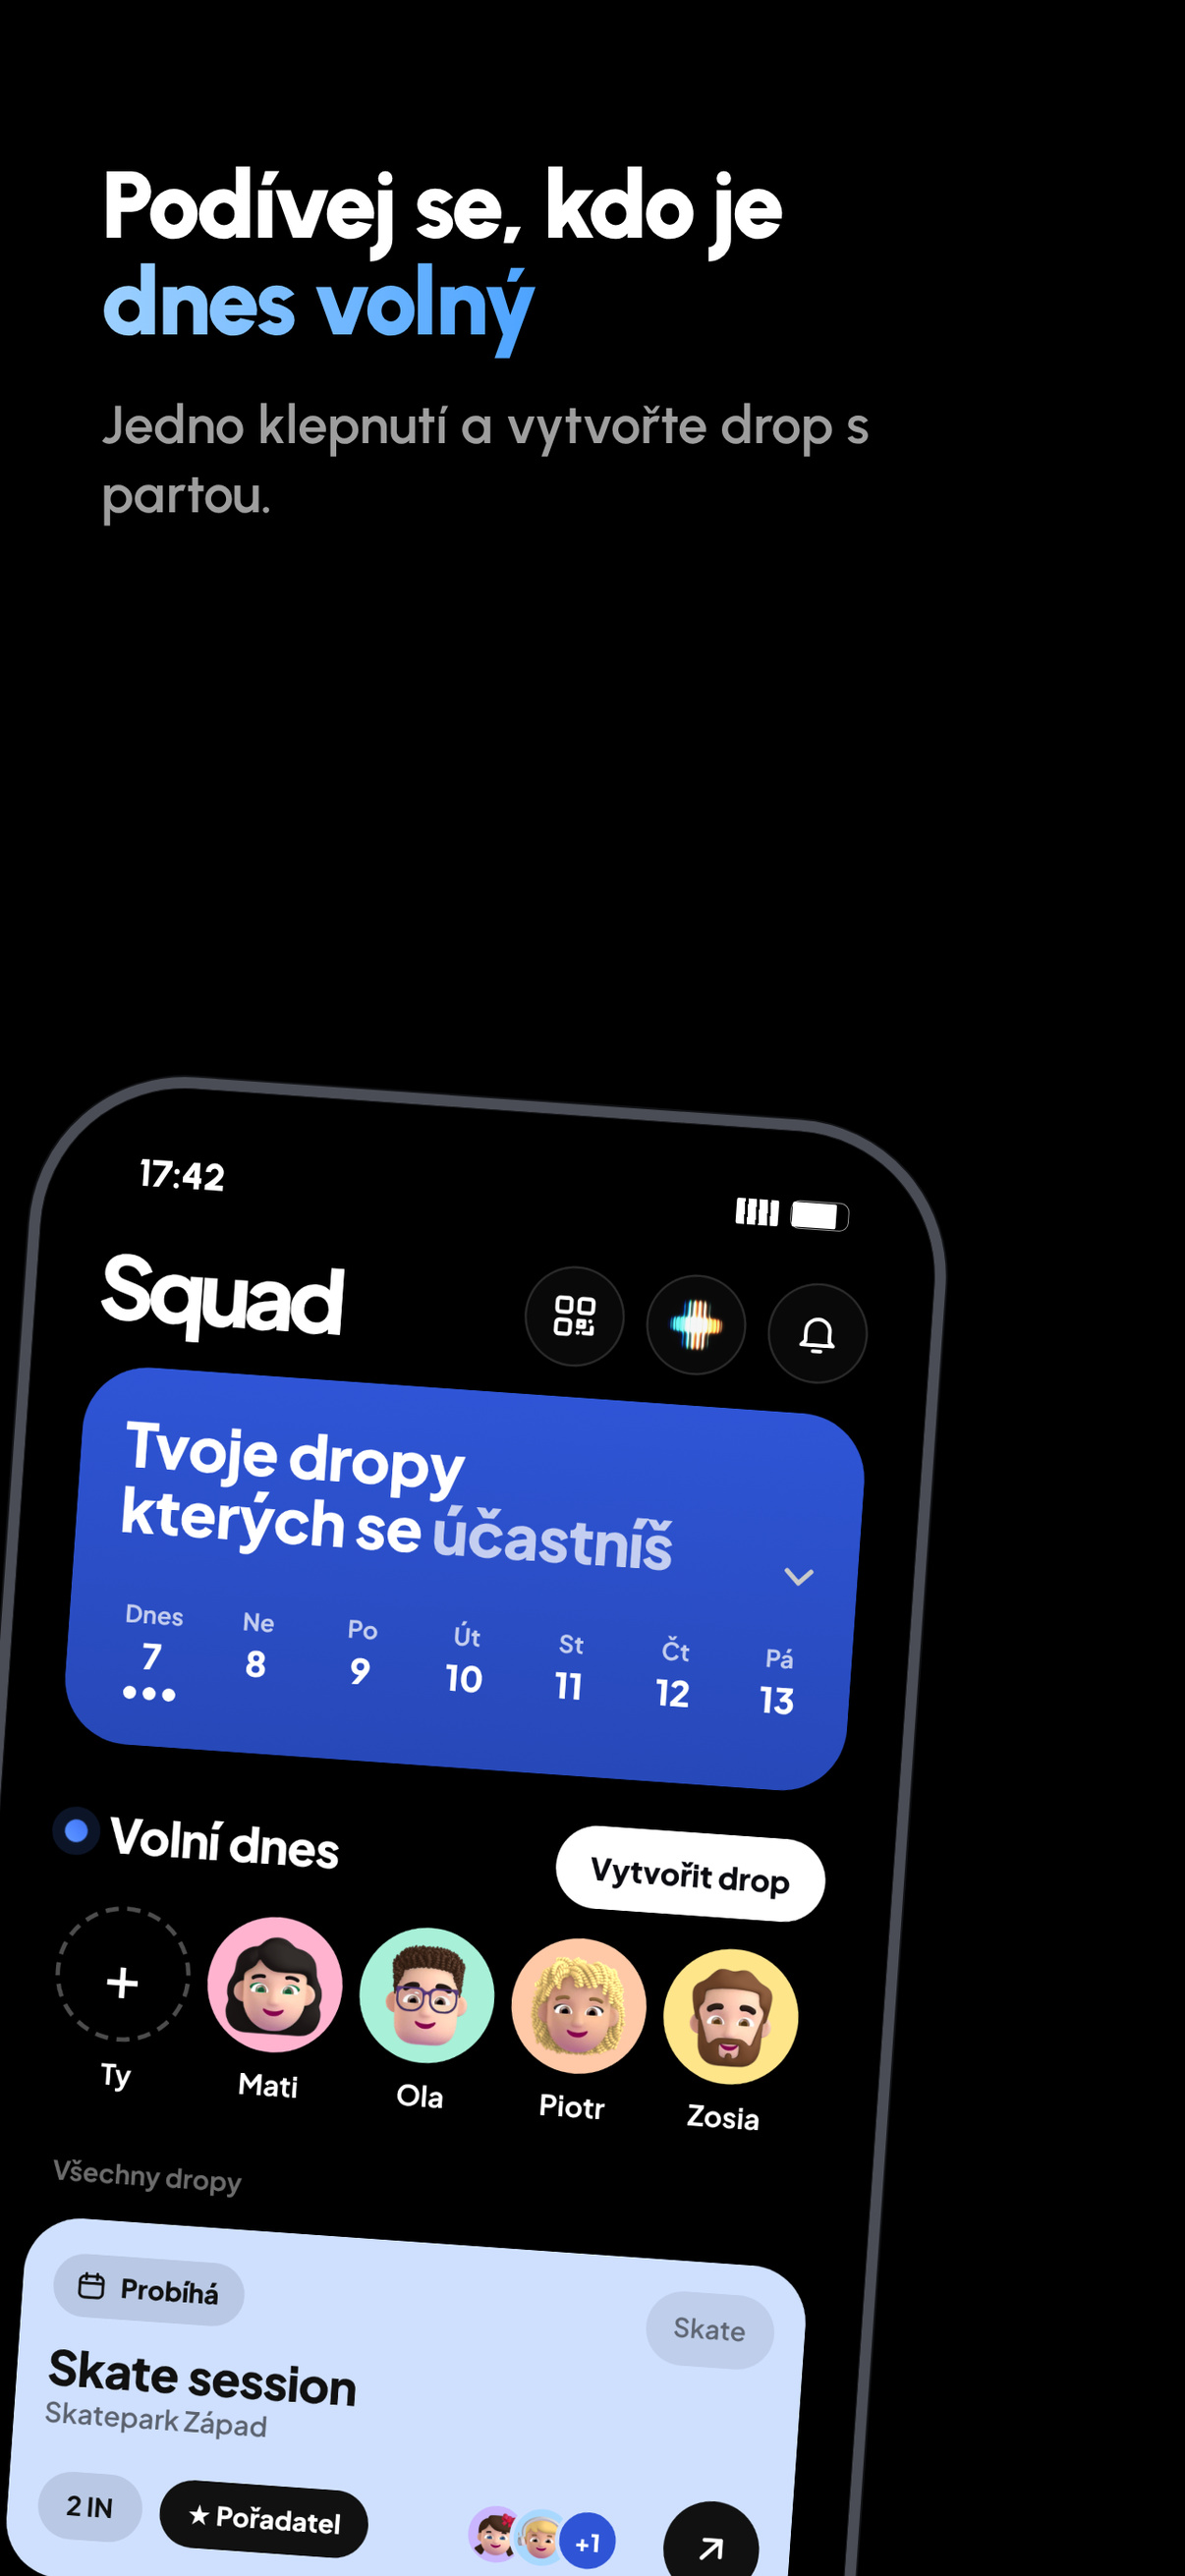 Podívej se, kdo je
dnes volný
Jedno klepnutí a vytvořte drop s
partou.
17:42
Squad
Tvoje dropy
kterých se účastníš
Dnes Ne Po Út St Čt Pá
7 8 9 10 11 12 13
Volní dnes
Vytvořit drop
Ty Mati Ola Piotr Zosia
Všechny dropy
Probíhá
Skate
Skate session
Skatepark Západ
2 IN
★ Pořadatel
+1